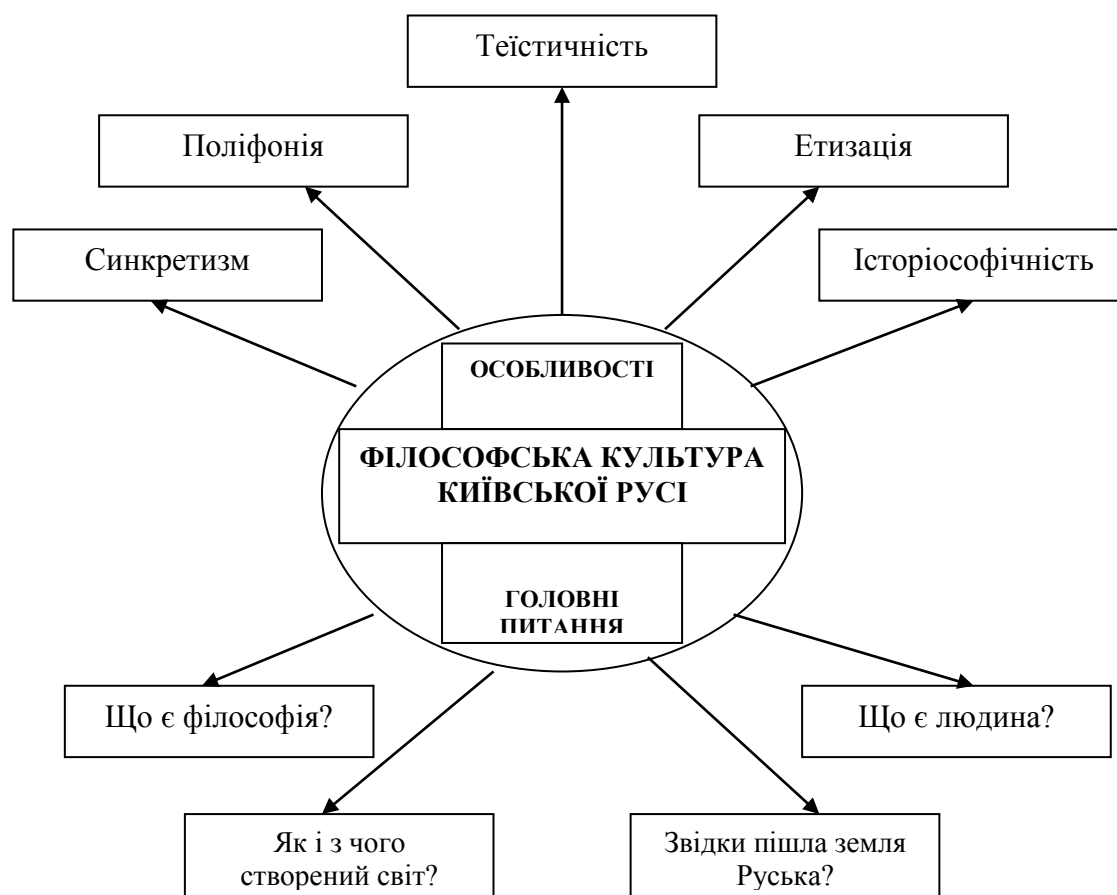 Теїстичність
Поліфонія
Етизація
Синкретизм
Історіософічність
ОСОБЛИВОСТІ
ФІЛОСОФСЬКА КУЛЬТУРА
КИЇВСЬКОЇ РУСІ
ГОЛОВНІ
ПИТАННЯ
Що є філософія?
Що є людина?
Як і з чого
створений світ?
Звідки пішла земля
Руська?